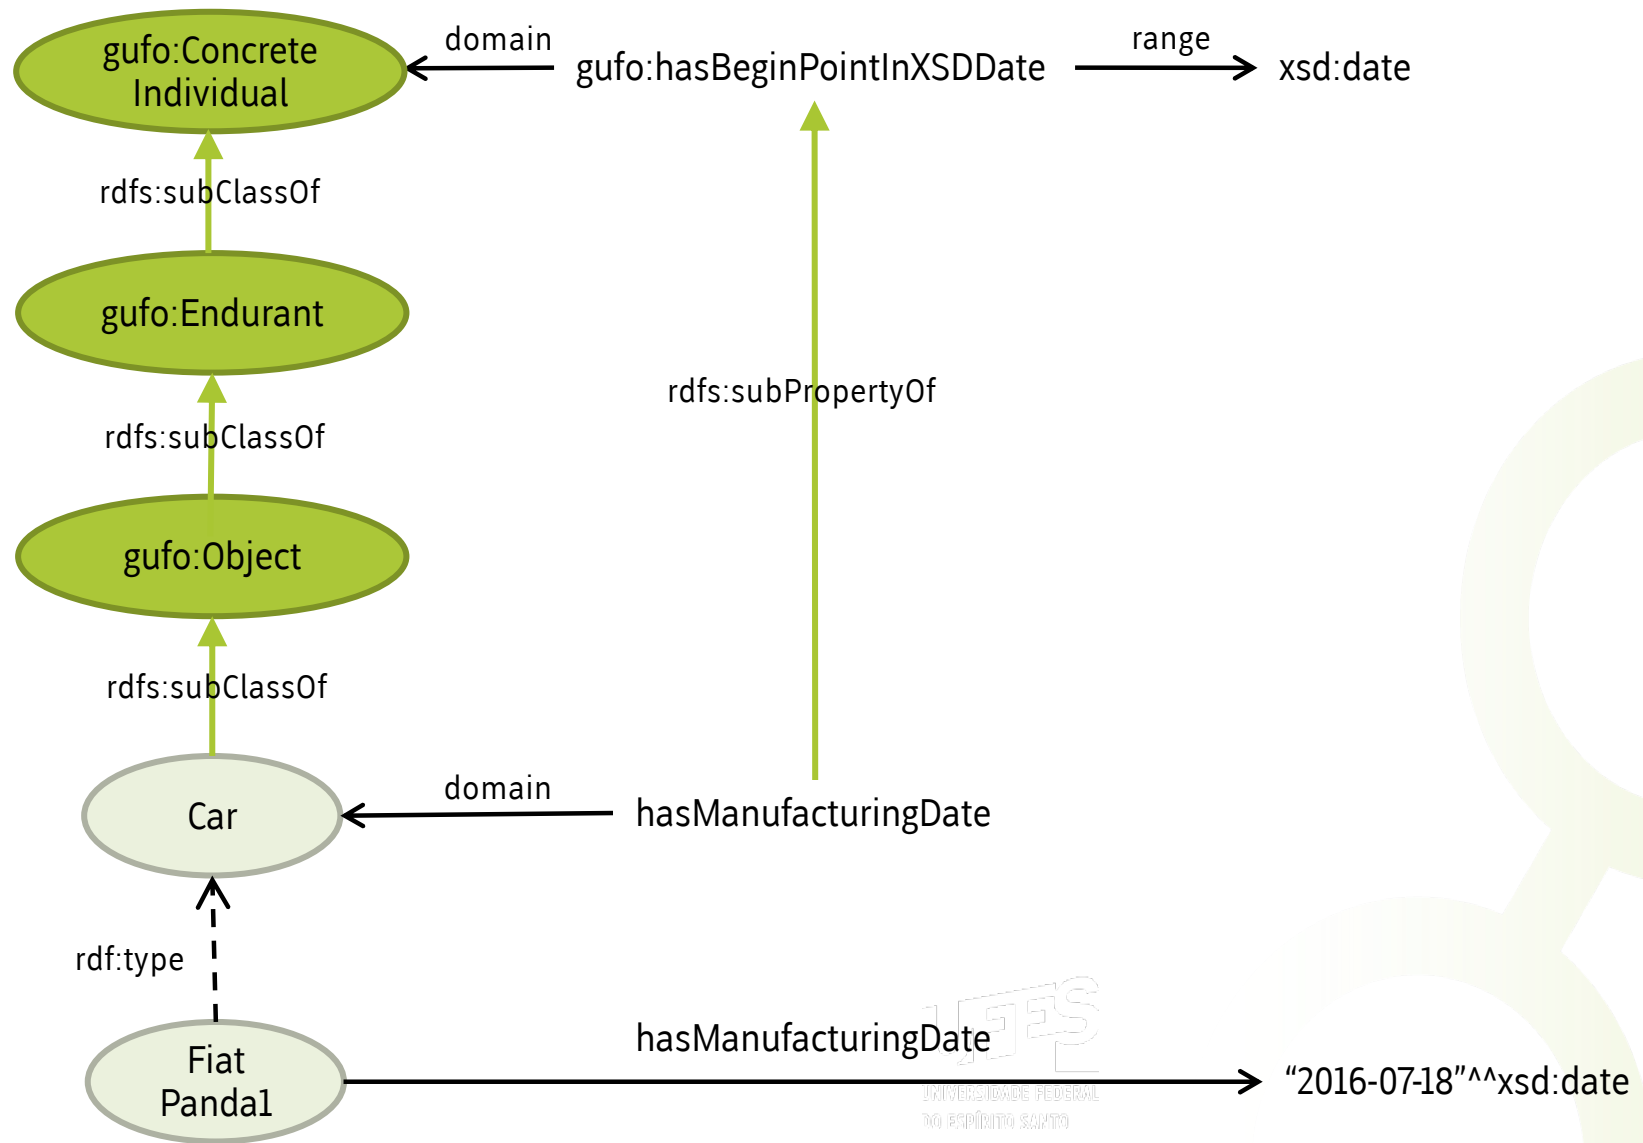 gufo:Concrete
Individual
domain
gufo:hasBeginPointInXSDDate
range
xsd:date
rdfs:subClassOf
gufo:Endurant
rdfs:subPropertyOf
rdfs:subClassOf
gufo:Object
rdfs:subClassOf
Car
domain
hasManufacturingDate
rdf:type
Fiat
Panda1
hasManufacturingDate
“2016-07-18”^^xsd:date
UFES
UNIVERSIDADE FEDERAL
DO ESPÍRITO SANTO